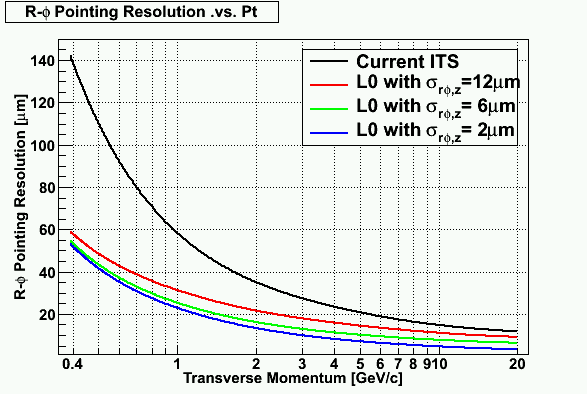 R-ϕ Pointing Resolution .vs. Pt
Current ITS
L0 with σrϕ,z=12μm
L0 with σrϕ,z= 6μm
L0 with σrϕ,z= 2μm
R-ϕ Pointing Resolution [μm]
140
120
100
80
60
40
20
0.4 1 2 3 4 5 6 7 8 910 20
Transverse Momentum [GeV/c]